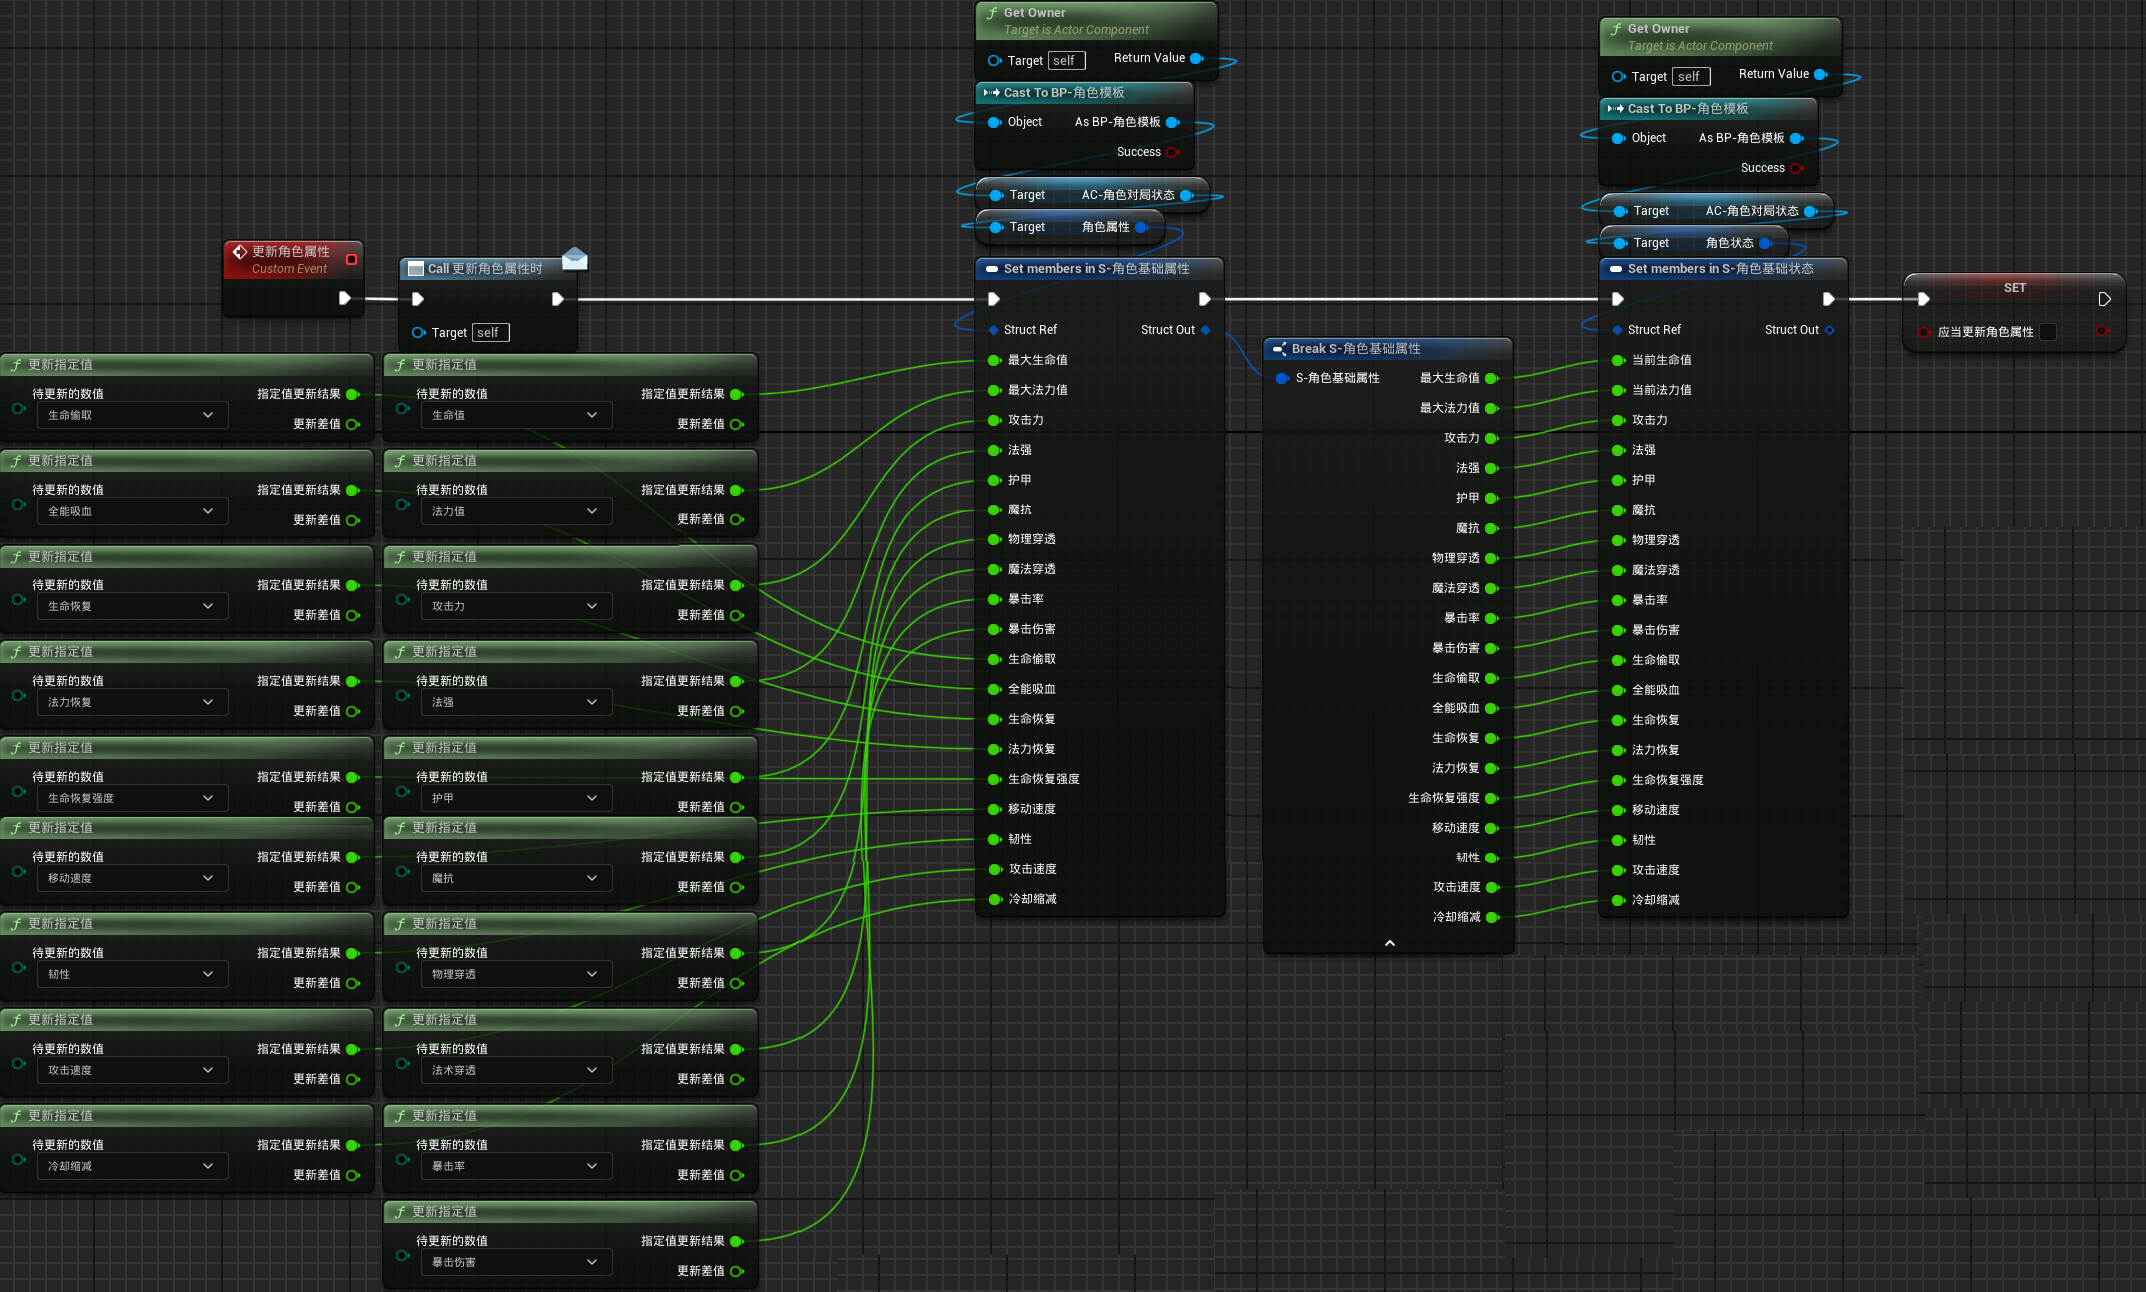 Get Owner
Target is Actor Component
Target self Return Value
Cast To BP-角色模板
Object As BP-角色模板
Success
Target AC-角色对局状态
Target 角色属性
Get Owner
Target is Actor Component
Target self Return Value
Cast To BP-角色模板
Object As BP-角色模板
Success
Target AC-角色对局状态
Target 角色状态
更新角色属性
Custom Event
Call 更新角色属性时
Target self
更新指定值
待更新的数值 指定值更新结果
生命偷取
更新差值
更新指定值
待更新的数值 指定值更新结果
全能吸血
更新差值
更新指定值
待更新的数值 指定值更新结果
生命恢复
更新差值
更新指定值
待更新的数值 指定值更新结果
法力恢复
更新差值
更新指定值
待更新的数值 指定值更新结果
生命恢复强度
更新差值
更新指定值
待更新的数值 指定值更新结果
移动速度
更新差值
更新指定值
待更新的数值 指定值更新结果
韧性
更新差值
更新指定值
待更新的数值 指定值更新结果
攻击速度
更新差值
更新指定值
待更新的数值 指定值更新结果
冷却缩减
更新差值
更新指定值
待更新的数值 指定值更新结果
生命值
更新差值
更新指定值
待更新的数值 指定值更新结果
法力值
更新差值
更新指定值
待更新的数值 指定值更新结果
攻击力
更新差值
更新指定值
待更新的数值 指定值更新结果
法强
更新差值
更新指定值
待更新的数值 指定值更新结果
护甲
更新差值
更新指定值
待更新的数值 指定值更新结果
魔抗
更新差值
更新指定值
待更新的数值 指定值更新结果
物理穿透
更新差值
更新指定值
待更新的数值 指定值更新结果
法术穿透
更新差值
更新指定值
待更新的数值 指定值更新结果
暴击率
更新差值
更新指定值
待更新的数值 指定值更新结果
暴击伤害
更新差值
Set members in S-角色基础属性
Struct Ref Struct Out
最大生命值
最大法力值
攻击力
法强
护甲
魔抗
物理穿透
魔法穿透
暴击率
暴击伤害
生命偷取
全能吸血
生命恢复
法力恢复
生命恢复强度
移动速度
韧性
攻击速度
冷却缩减
Break S-角色基础属性
S-角色基础属性 最大生命值
最大法力值
攻击力
法强
护甲
魔抗
物理穿透
魔法穿透
暴击率
暴击伤害
生命偷取
全能吸血
生命恢复
法力恢复
生命恢复强度
移动速度
韧性
攻击速度
冷却缩减
Set members in S-角色基础状态
Struct Ref Struct Out
当前生命值
当前法力值
攻击力
法强
护甲
魔抗
物理穿透
魔法穿透
暴击率
暴击伤害
生命偷取
全能吸血
生命恢复
法力恢复
生命恢复强度
移动速度
韧性
攻击速度
冷却缩减
SET
应当更新角色属性